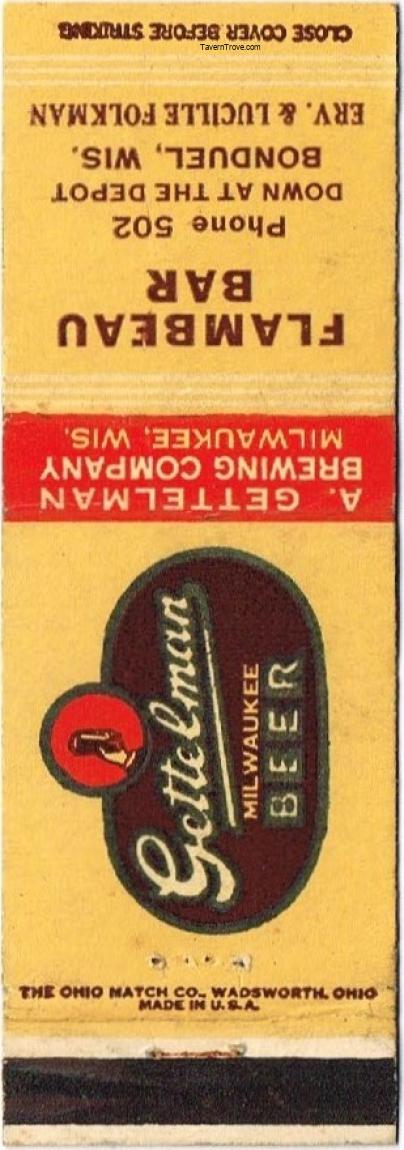 CLOSE COVER BEFORE STRIKING
TavernTrove.com
ERV. & LUCILLE FOLKMAN
BONDUEL, WIS.
DOWN AT THE DEPOT
Phone 502
FLAMBEAU
BAR
A. GETTELMAN
BREWING COMPANY
MILWAUKEE, WIS.
Gettelman
MILWAUKEE
BEER
THE OHIO MATCH CO., WADSWORTH, OHIO
MADE IN U.S.A.